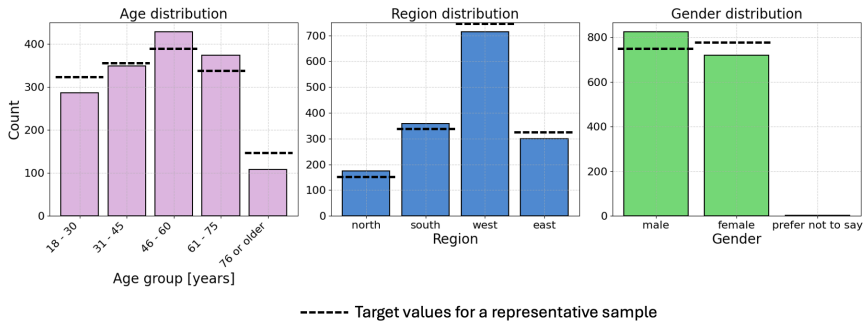 Age distribution
Count
400
300
200
100
0
18 - 30
31 - 45
46 - 60
61 - 75
76 or older
Age group [years]
Region distribution
700
600
500
400
300
200
100
0
north south west east
Region
Gender distribution
800
600
400
200
0
male female prefer not to say
Gender
Target values for a representative sample